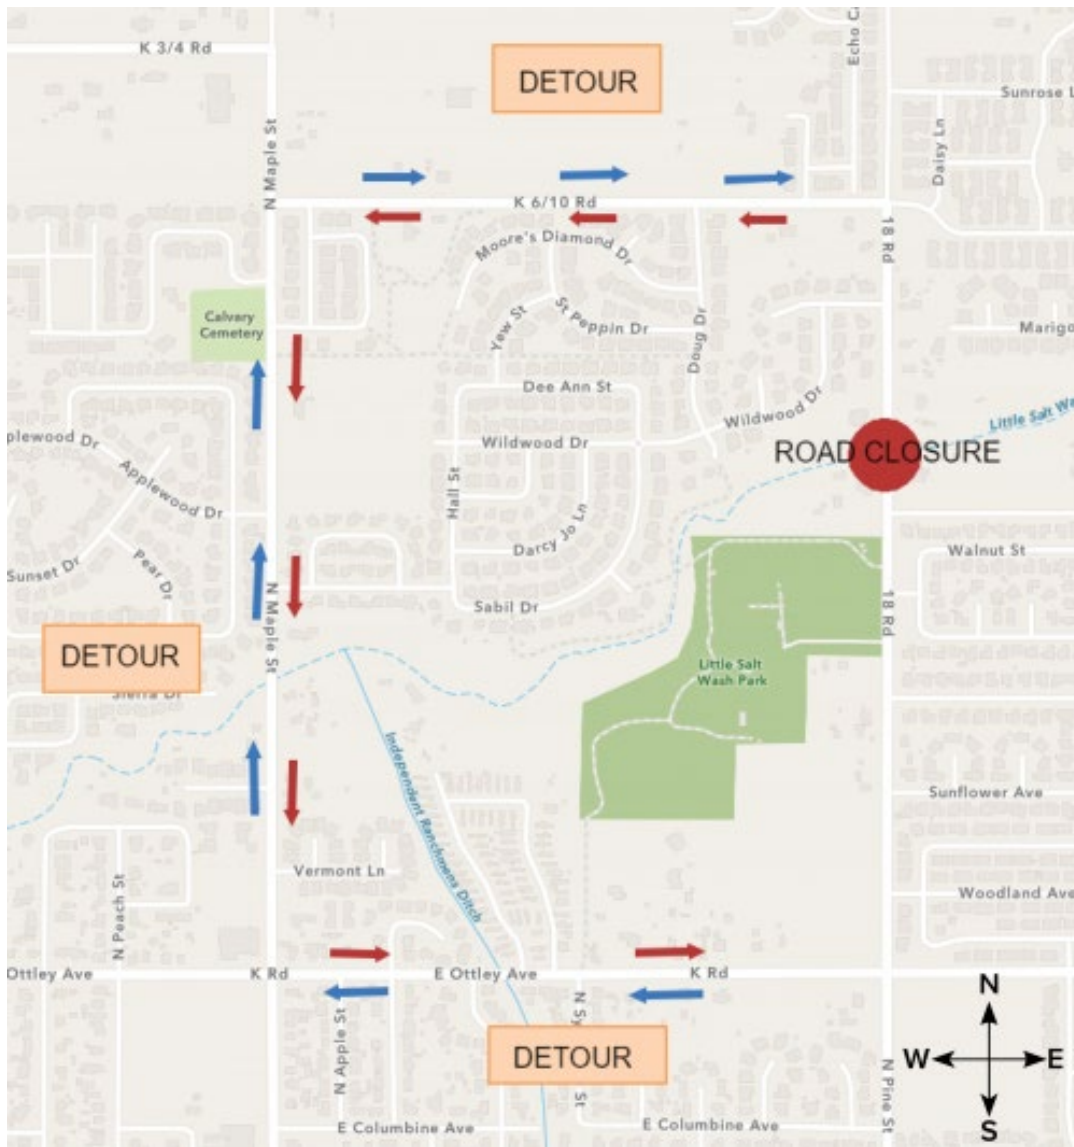 K 3/4 Rd
DETOUR
Echo C
Sunrose L
N Maple St
Daisy Ln
K 6/10 Rd
18 Rd
Moore's Diamond Dr
Calvary
Cemetery
Yew St
St Peppin Dr
Doug Dr
Marigo
Dee Ann St
Wildwood Dr
Little Salt Wa
plewood Dr
Wildwood Dr
ROAD CLOSURE
Applewood Dr
Hall St
Darcy Jo Ln
Walnut St
Sunset Dr
Pear Dr
N Maple St
Sabil Dr
18 Rd
DETOUR
Sierra Dr
Little Salt
Wash Park
Independent Ranchmens Ditch
Sunflower Ave
Vermont Ln
N Peach St
Woodland Ave
Ottley Ave
K Rd
E Ottley Ave
K Rd
N
N Apple St
N Sy
St
DETOUR
W
E
N Pine St
E Columbine Ave
E Columbine Ave
S